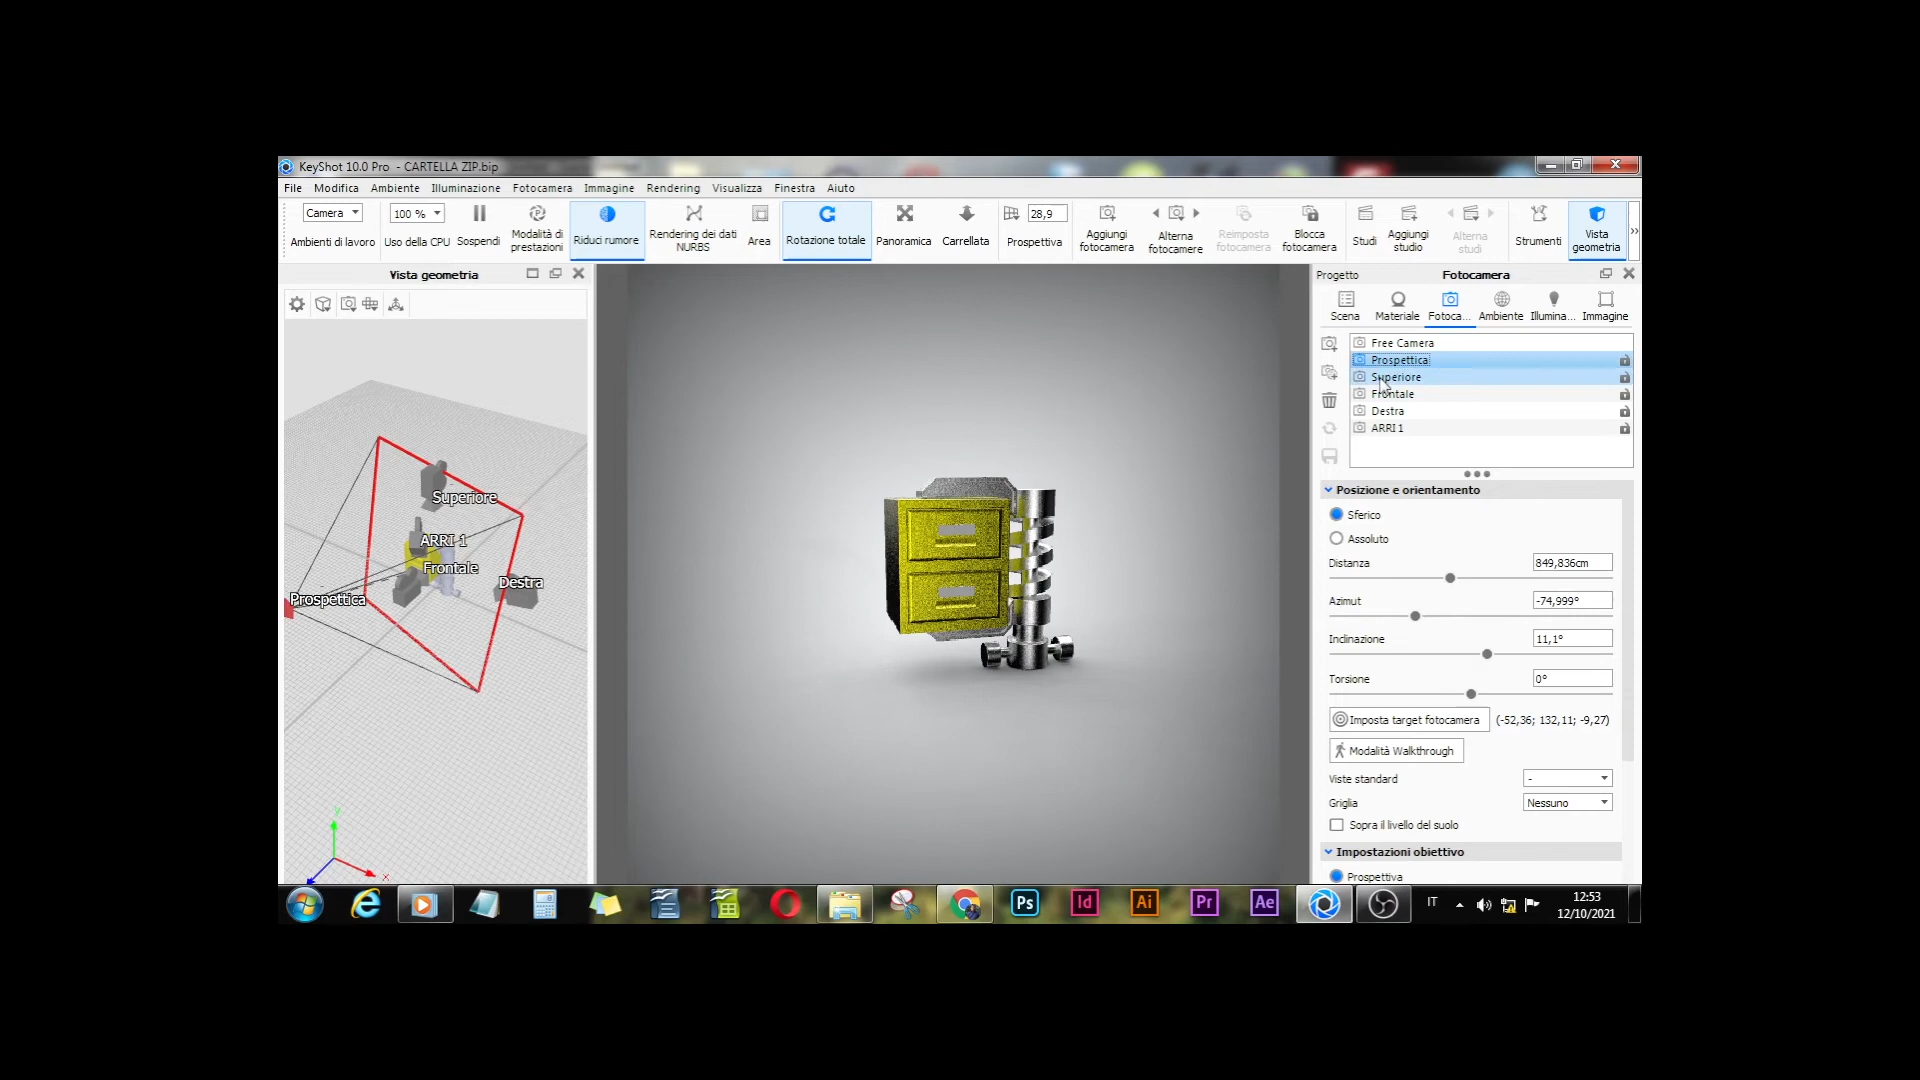 KeyShot 10.0 Pro - CARTELLA ZIP.bip
File Modifica Ambiente Illuminazione Fotocamera Immagine Rendering Visualizza Finestra Aiuto
Camera
Ambienti di lavoro
100 %
Uso della CPU
Sospendi
Modalità di
prestazioni
Riduci rumore
Rendering dei dati
NURBS
Area
Rotazione totale
Panoramica
Carrellata
28,9
Prospettiva
Aggiungi
fotocamera
Alterna
fotocamere
Reimposta
fotocamera
Blocca
fotocamera
Studi
Aggiungi
studio
Alterna
studi
Strumenti
Vista
geometria
Vista geometria
Superiore
ARRI 1
Frontale
Destra
Prospettica
y
x
Progetto
Fotocamera
Scena
Materiale
Fotoca...
Ambiente
Illumina...
Immagine
Free Camera
Prospettica
Superiore
Frontale
Destra
ARRI 1
Posizione e orientamento
Sferico
Assoluto
Distanza 849,836cm
Azimut -74,999°
Inclinazione 11,1°
Torsione 0°
Imposta target fotocamera (-52,36; 132,11; -9,27)
Modalità Walkthrough
Viste standard -
Griglia Nessuno
Sopra il livello del suolo
Impostazioni obiettivo
Prospettiva
Ps
Id
Ai
Pr
Ae
IT
12:53
12/10/2021